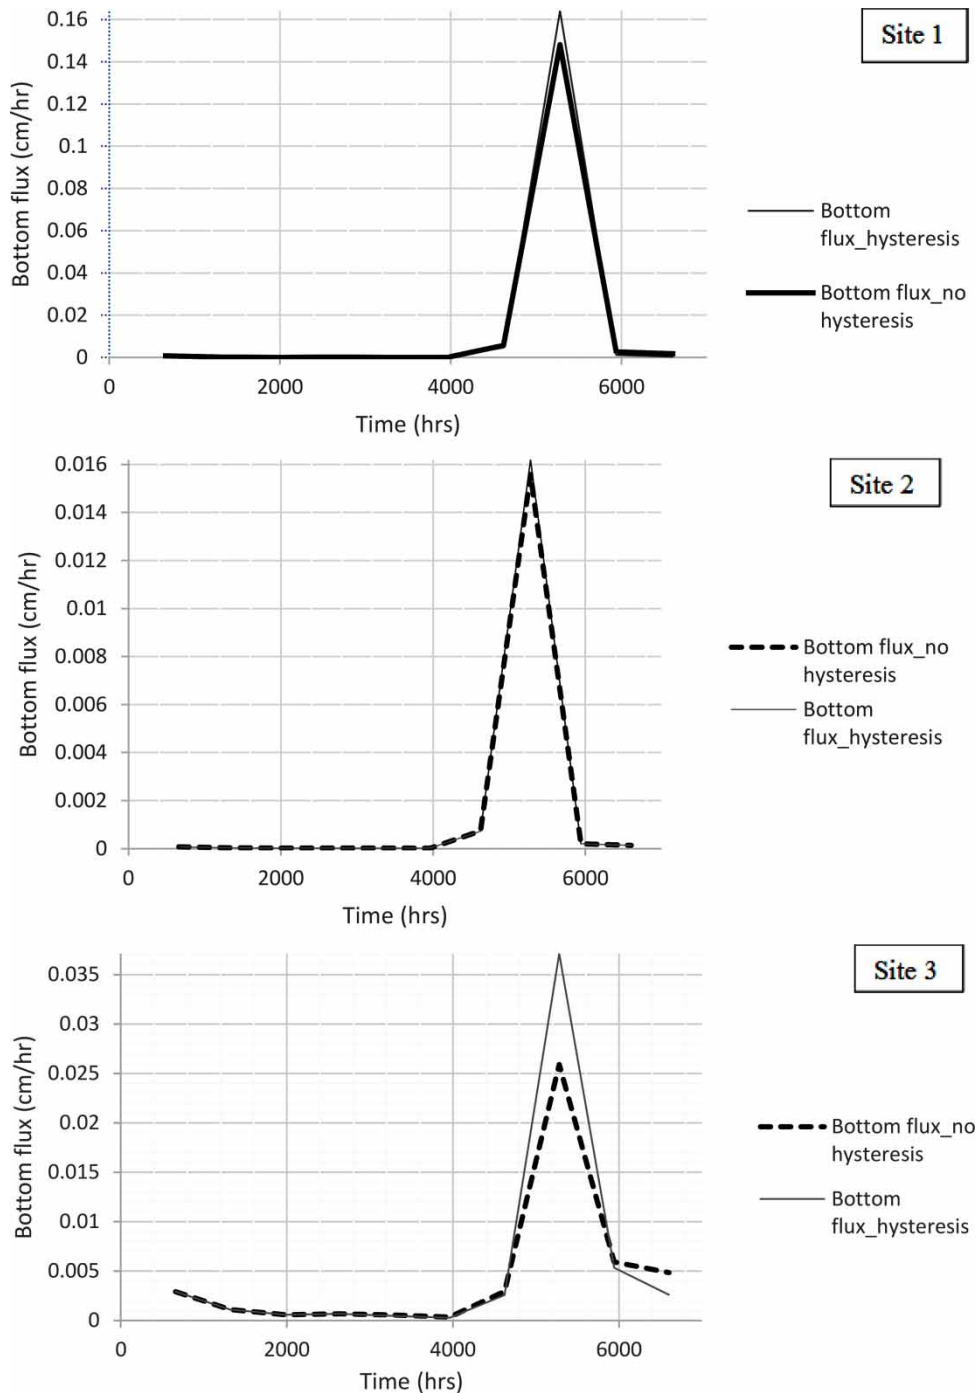 Site 1
Bottom flux (cm/hr)
0.16
0.14
0.12
0.1
0.08
0.06
0.04
0.02
0
0 2000 4000 6000
Time (hrs)
Bottom
flux_hysteresis
Bottom flux_no
hysteresis
Site 2
Bottom flux (cm/hr)
0.016
0.014
0.012
0.01
0.008
0.006
0.004
0.002
0
0 2000 4000 6000
Time (hrs)
Bottom flux_no
hysteresis
Bottom
flux_hysteresis
Site 3
Bottom flux (cm/hr)
0.035
0.03
0.025
0.02
0.015
0.01
0.005
0
0 2000 4000 6000
Time (hrs)
Bottom flux_no
hysteresis
Bottom
flux_hysteresis